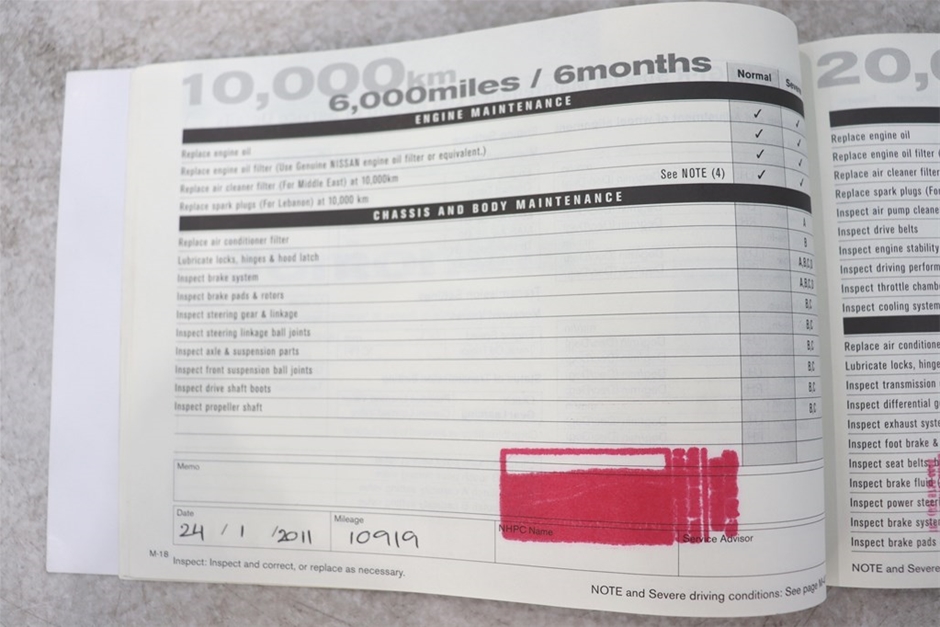 10,000km
6,000miles / 6months
Normal
ENGINE MAINTENANCE
Replace engine oil ✓ ✓
Replace engine oil filter (Use Genuine NISSAN engine oil filter or equivalent.) ✓ ✓
Replace air cleaner filter (For Middle East) at 10,000km ✓ ✓
Replace spark plugs (For Lebanon) at 10,000 km See NOTE (4) ✓ ✓
CHASSIS AND BODY MAINTENANCE
Replace air conditioner filter A
Lubricate locks, hinges & hood latch B
Inspect brake system
Inspect brake pads & rotors
Inspect steering gear & linkage B,C
Inspect steering linkage ball joints B,C
Inspect axle & suspension parts B,C
Inspect front suspension ball joints B,C
Inspect drive shaft boots B,C
Inspect propeller shaft B,C
Memo
Date
24 / 1 / 2011
Mileage
10919
NHPC Name
Service Advisor
M-18
Inspect: Inspect and correct, or replace as necessary.
NOTE and Severe driving conditions: See page
20,
Replace engine oil
Replace engine oil filter
Replace air cleaner filter
Replace spark plugs (For
Inspect air pump cleane
Inspect drive belts
Inspect engine stability
Inspect driving perform
Inspect throttle chamb
Inspect cooling system
Replace air conditione
Lubricate locks, hinge
Inspect transmission
Inspect differential g
Inspect exhaust syste
Inspect foot brake &
Inspect seat belts
Inspect brake fluid
Inspect power steer
Inspect brake syste
Inspect brake pads
NOTE and Severe